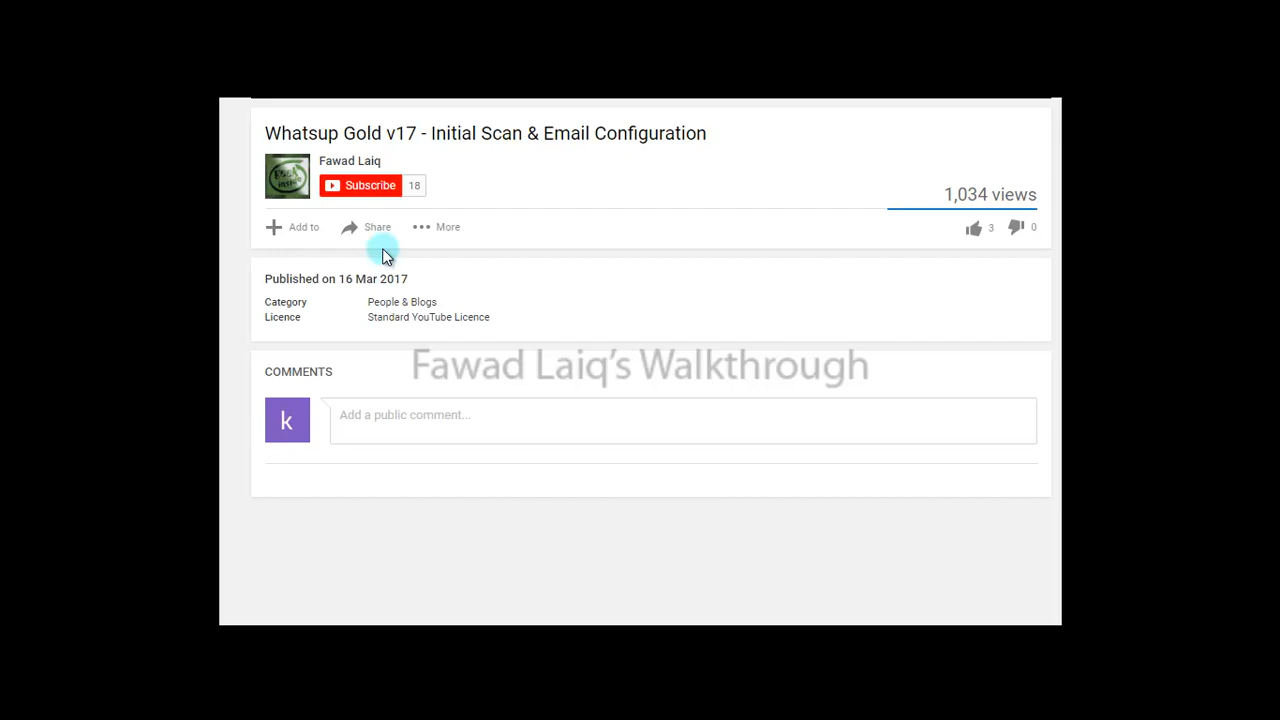 Whatsup Gold v17 - Initial Scan & Email Configuration
Fawad Laiq
Subscribe 18
1,034 views
Add to Share More 3 0
Published on 16 Mar 2017
Category People & Blogs
Licence Standard YouTube Licence
Fawad Laiq's Walkthrough
COMMENTS
k Add a public comment...